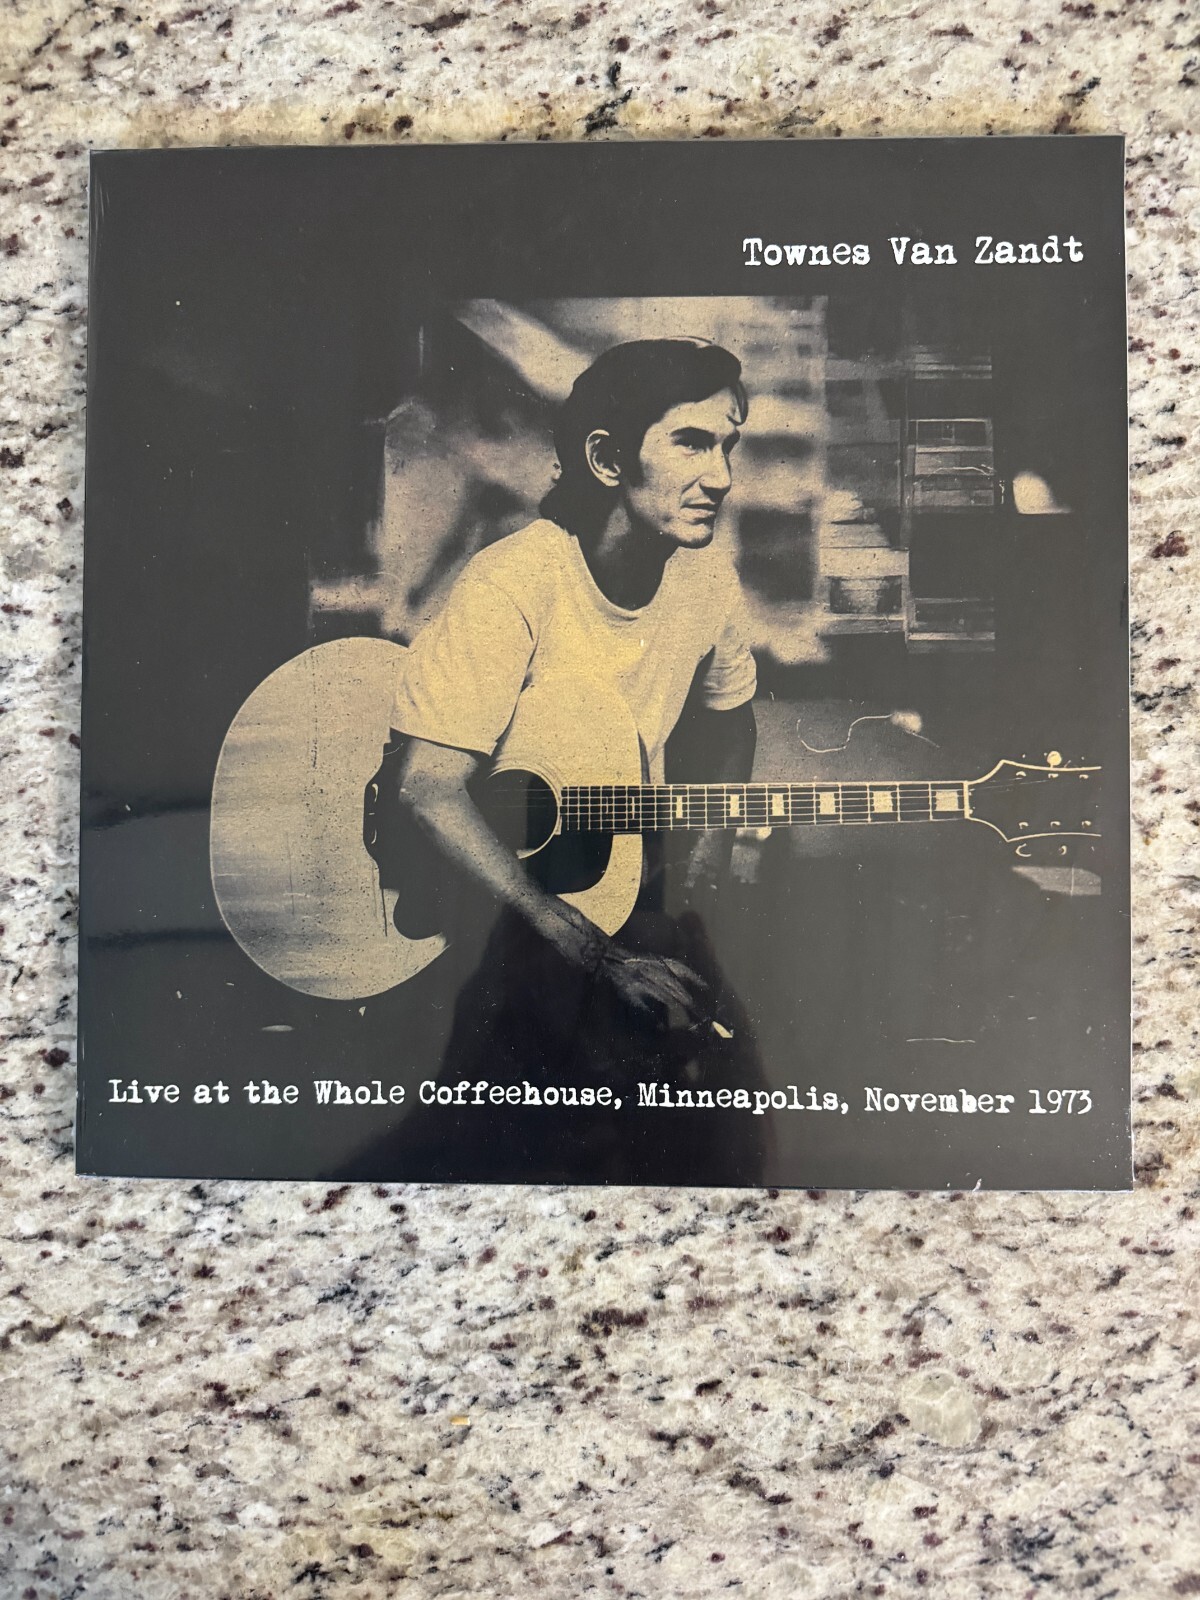 Townes Van Zandt
Live at the Whole Coffeehouse, Minneapolis, November 1973